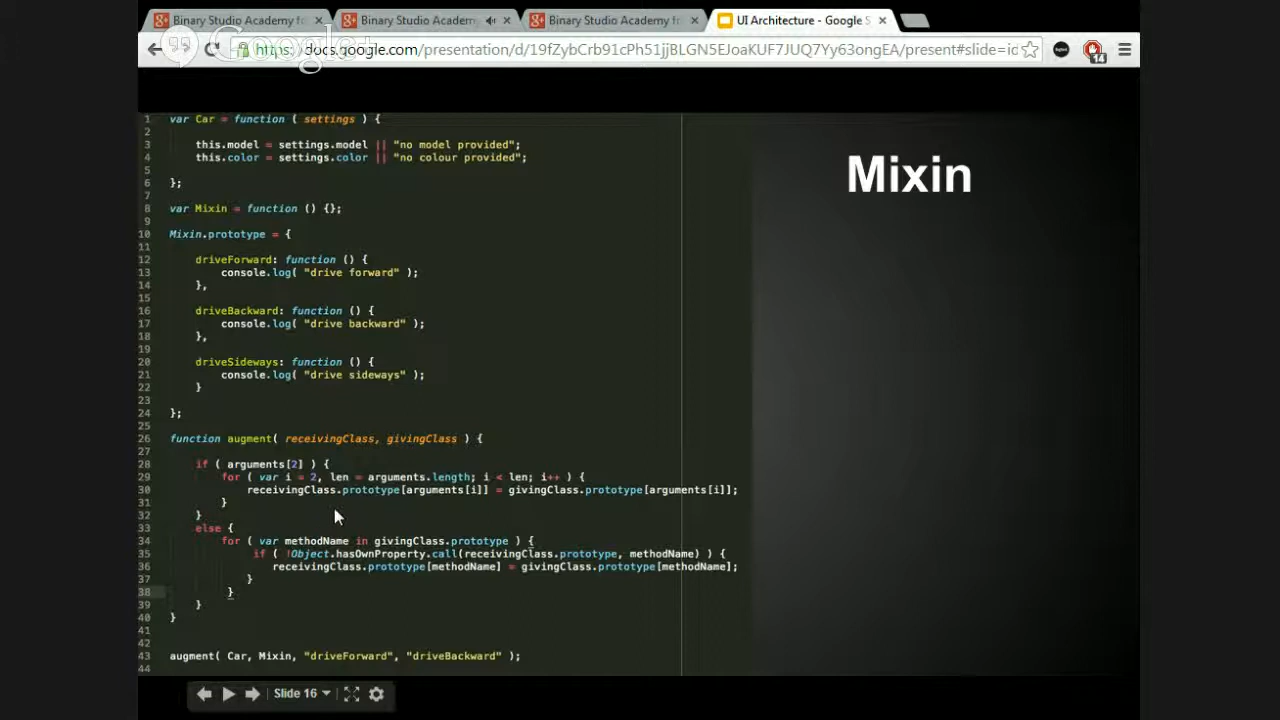 Binary Studio Academy fo
Binary Studio Academy
Binary Studio Academy fo
UI Architecture - Google S
Google+
https://docs.google.com/presentation/d/19fZybCrb91cPh51jjBLGN5EJoaKUF7JUQ7Yy63ongEA/present#slide=id
14
Mixin
1 var Car = function ( settings ) {
2
3 this.model = settings.model || "no model provided";
4 this.color = settings.color || "no colour provided";
5
6 };
7
8 var Mixin = function () {};
9
10 Mixin.prototype = {
11
12 driveForward: function () {
13 console.log( "drive forward" );
14 },
15
16 driveBackward: function () {
17 console.log( "drive backward" );
18 },
19
20 driveSideways: function () {
21 console.log( "drive sideways" );
22 }
23
24 };
25
26 function augment( receivingClass, givingClass ) {
27
28 if ( arguments[2] ) {
29 for ( var i = 2, len = arguments.length; i < len; i++ ) {
30 receivingClass.prototype[arguments[i]] = givingClass.prototype[arguments[i]];
31 }
32 }
33 else {
34 for ( var methodName in givingClass.prototype ) {
35 if ( !Object.hasOwnProperty.call(receivingClass.prototype, methodName) ) {
36 receivingClass.prototype[methodName] = givingClass.prototype[methodName];
37 }
38 }
39 }
40 }
41
42
43 augment( Car, Mixin, "driveForward", "driveBackward" );
44
Slide 16